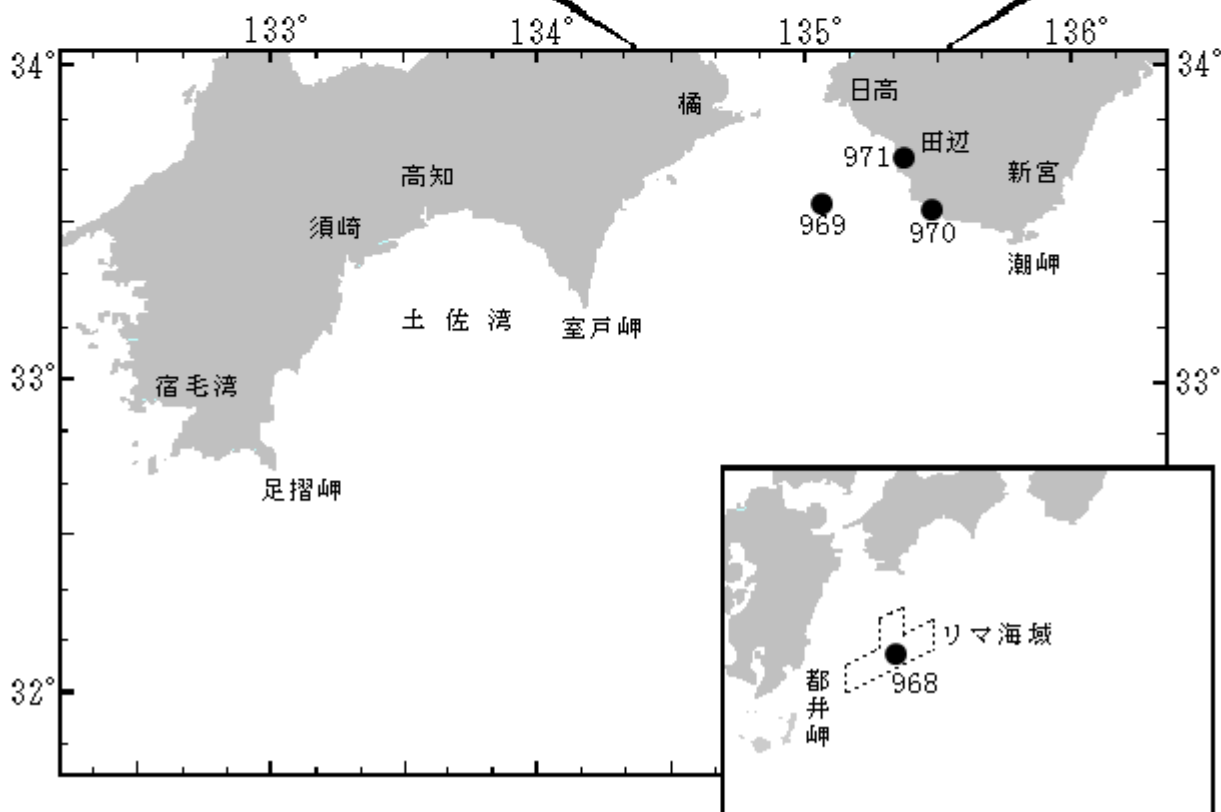 133° 134° 135° 136°
34° 34°
日高
橘
田辺
971
高知
新宮
須崎
969
970
潮岬
土佐湾
室戸岬
33° 33°
宿毛湾
足摺岬
リマ海域
968
都井岬
32°